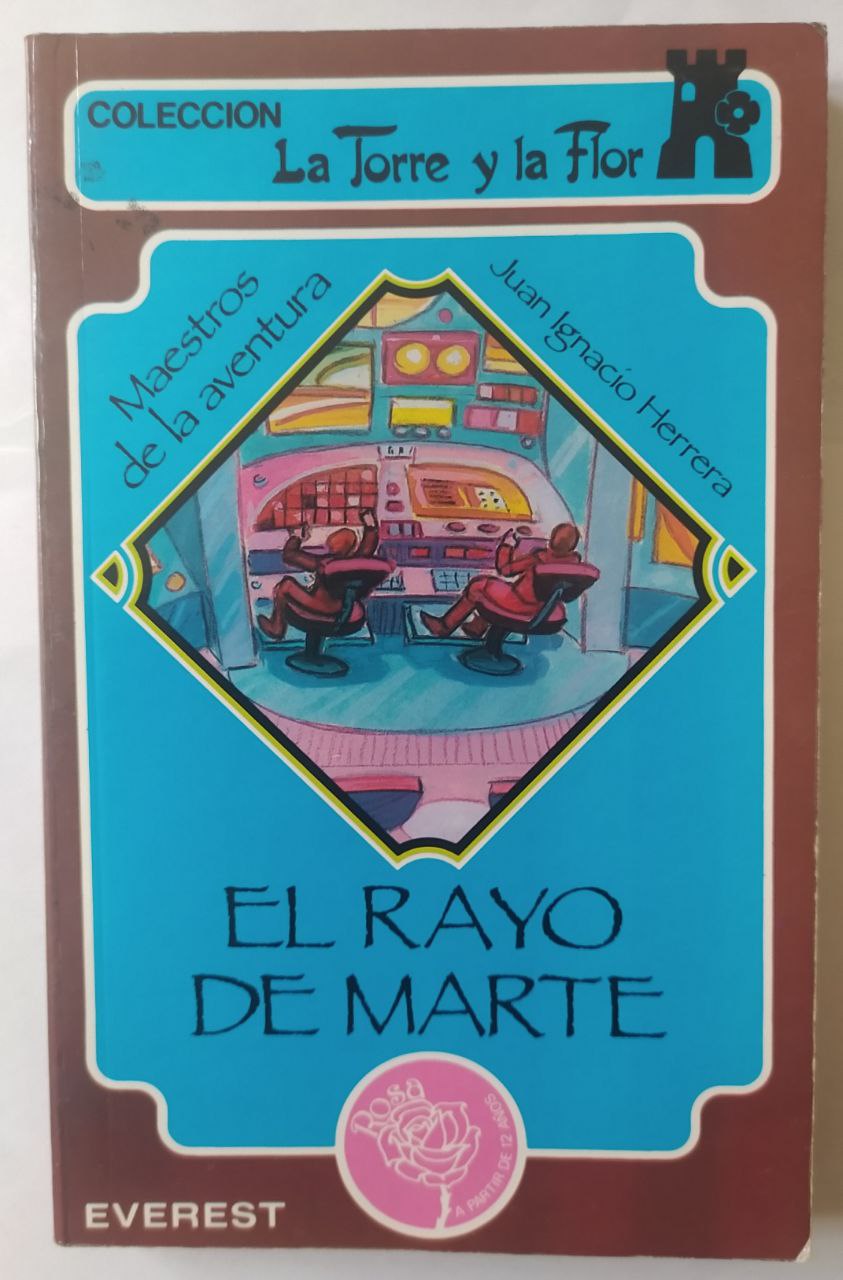 COLECCION
La Torre y la Flor
Maestros
de la aventura
Juan Ignacio Herrera
EL RAYO
DE MARTE
Rosa
A PARTIR DE 12 AÑOS
EVEREST